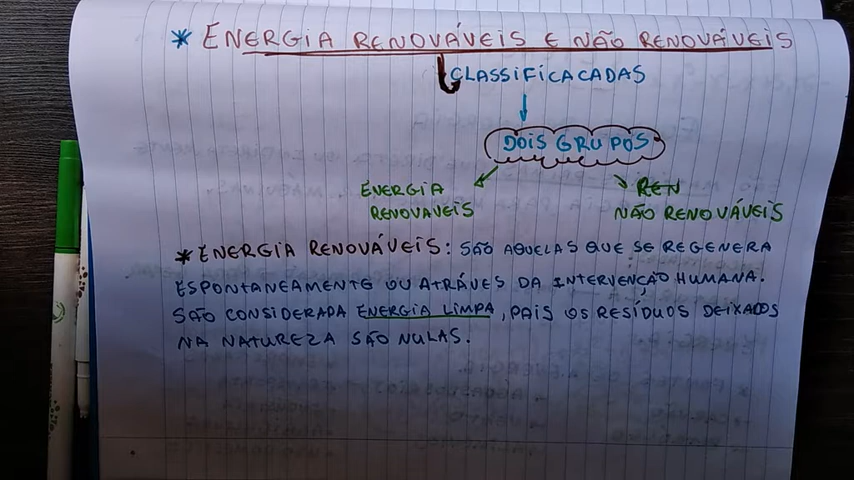 * ENERGIA RENOVÁVEIS E NÃO RENOVÁVEIS
CLASSIFICACADAS
DOIS GRUPOS
ENERGIA
RENOVAVEIS
REN
NÃO RENOVÁVEIS
* ENERGIA RENOVÁVEIS: SÃO AQUELAS QUE SE REGENERA
ESPONTANEAMENTE OU ATRÁVES DA INTERVENÇÃO HUMANA.
SÃO CONSIDERADA ENERGIA LIMPA, PAIS OS RESÍDUOS DEIXADOS
NA NATUREZA SÃO NULAS.